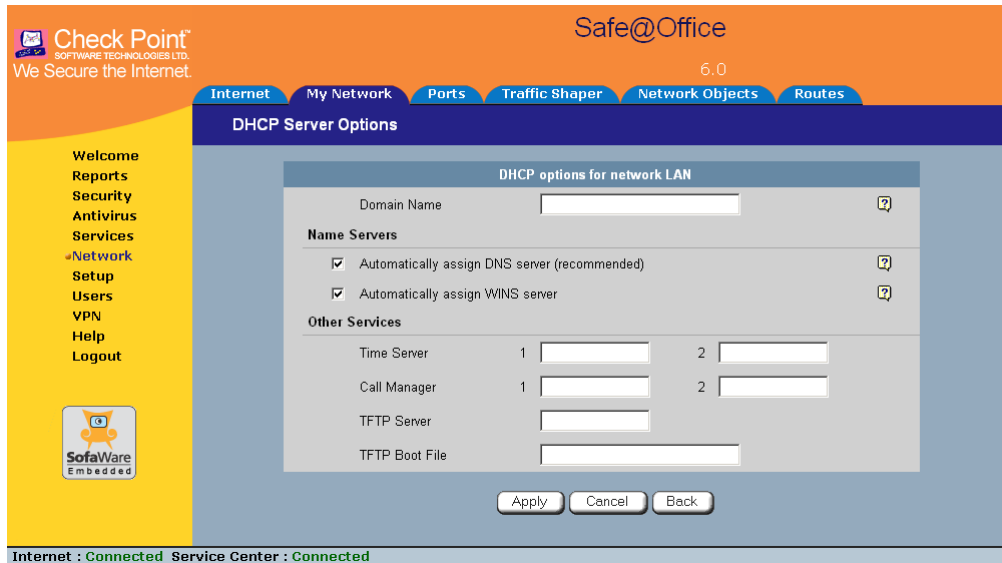 Check Point™
SOFTWARE TECHNOLOGIES LTD.
We Secure the Internet.
Safe@Office
6.0
Internet My Network Ports Traffic Shaper Network Objects Routes
DHCP Server Options
Welcome
Reports
Security
Antivirus
Services
Network
Setup
Users
VPN
Help
Logout
SofaWare
Embedded
DHCP options for network LAN
Domain Name ?
Name Servers
Automatically assign DNS server (recommended) ?
Automatically assign WINS server ?
Other Services
Time Server 1 2
Call Manager 1 2
TFTP Server
TFTP Boot File
Apply Cancel Back
Internet : Connected Service Center : Connected